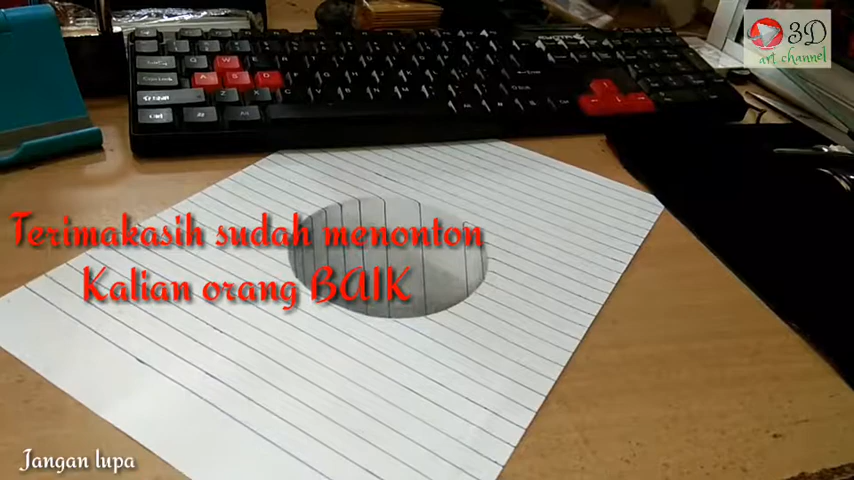 3D
art channel
Terimakasih sudah menonton
Kalian orang BAIK
Jangan lupa